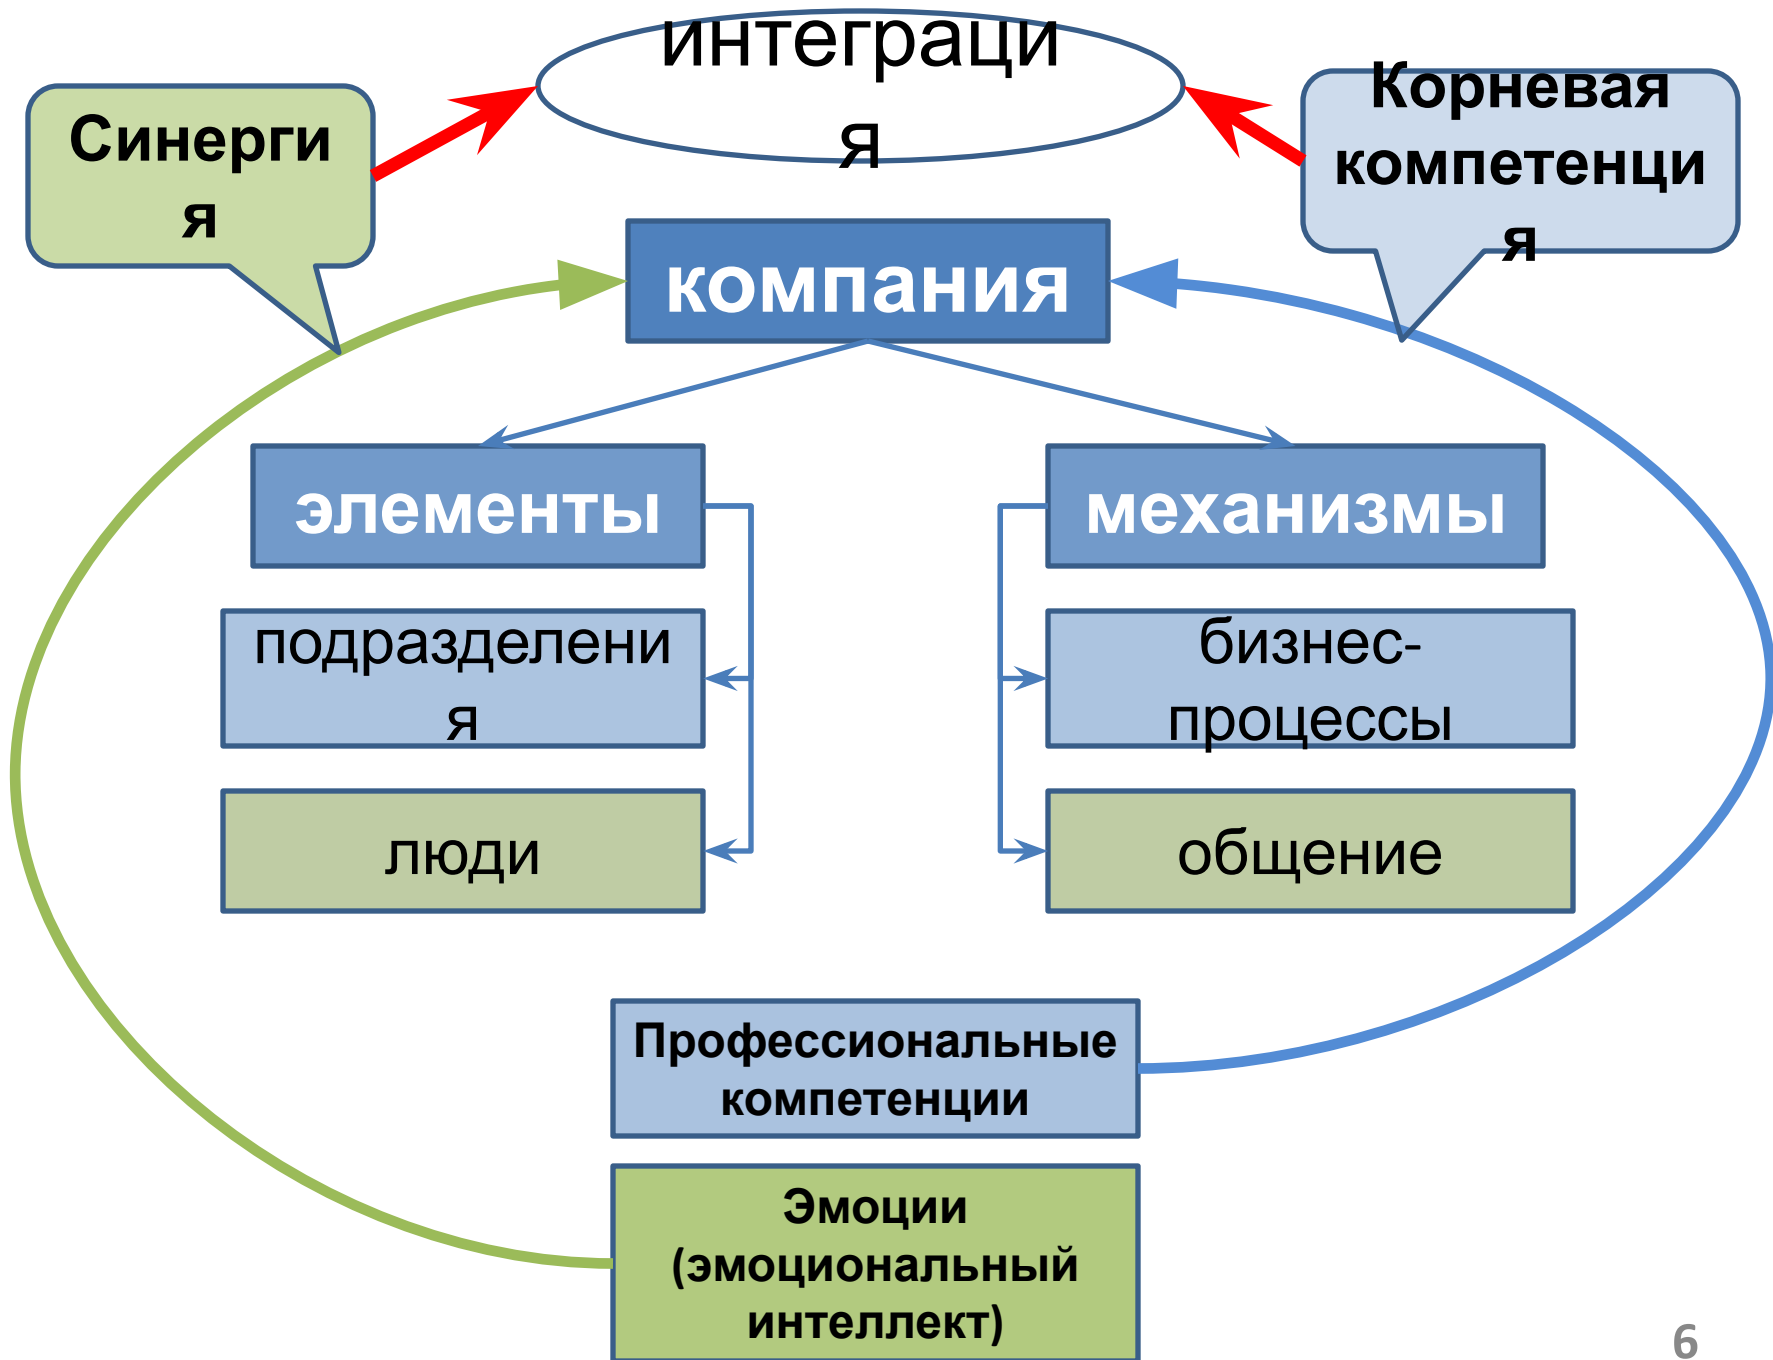 интеграци
я
Синерги
я
Корневая
компетенци
я
компания
элементы
механизмы
подразделени
я
бизнес-
процессы
люди
общение
Профессиональные
компетенции
Эмоции
(эмоциональный
интеллект)
6